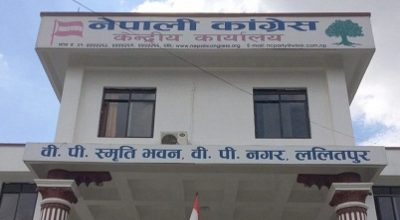 नेपाली कांग्रेस
केन्द्रीय कार्यालय
वी. पी. स्मृति भवन, वी. पी. नगर, ललितपुर